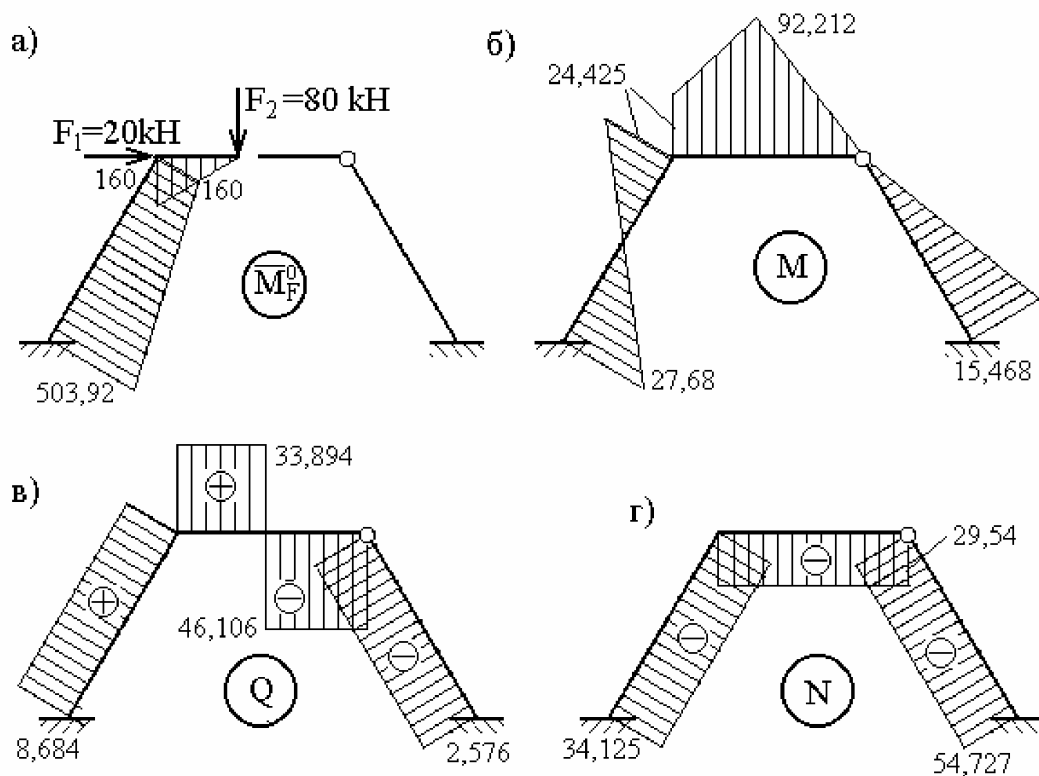 а)
F₁=20kH
F₂=80 kH
160
160
M̅⁰_F
503,92
б)
92,212
24,425
M
27,68
15,468
в)
33,894
46,106
Q
8,684
2,576
г)
29,54
N
34,125
54,727